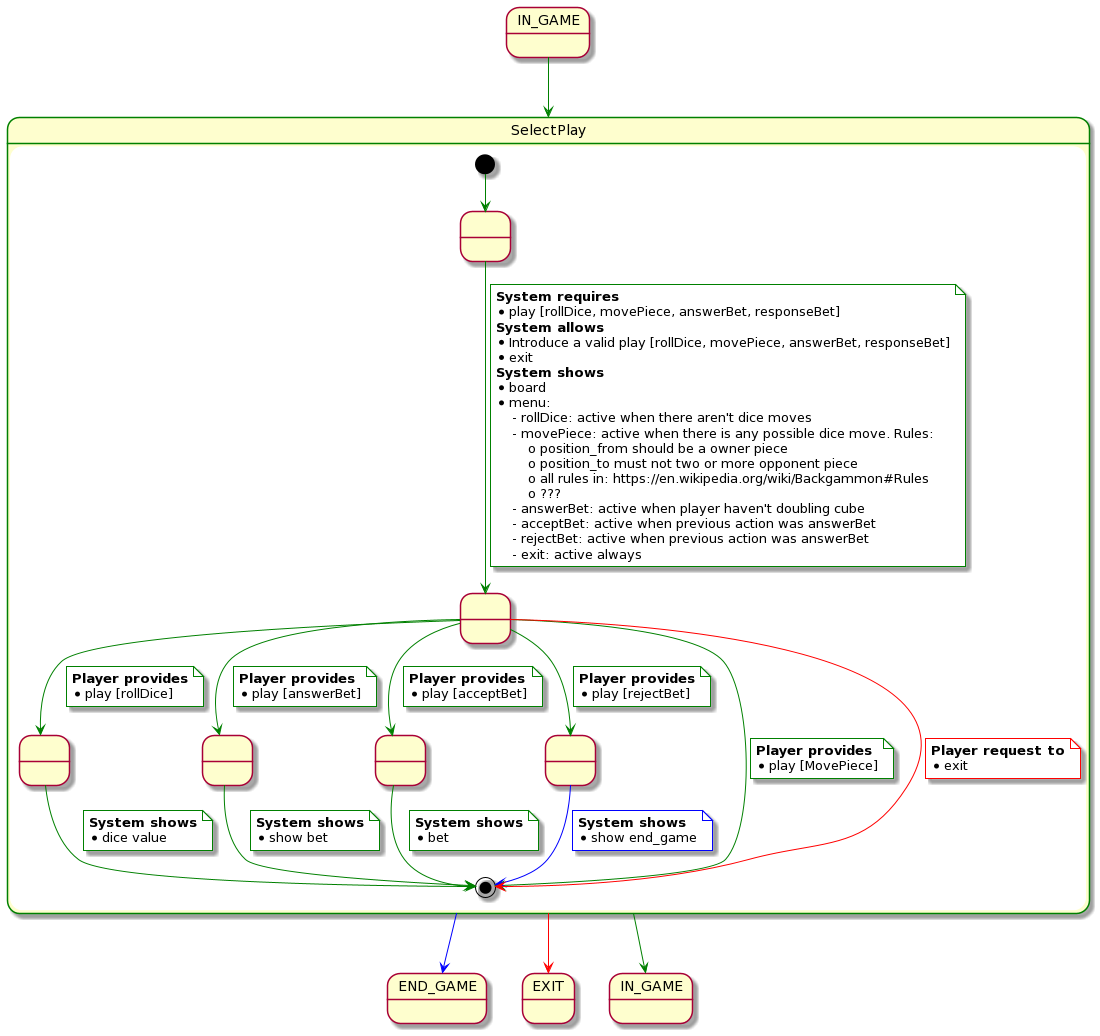 IN_GAME
SelectPlay
System requires
• play [rollDice, movePiece, answerBet, responseBet]
System allows
• Introduce a valid play [rollDice, movePiece, answerBet, responseBet]
• exit
System shows
• board
• menu:
- rollDice: active when there aren't dice moves
- movePiece: active when there is any possible dice move. Rules:
o position_from should be a owner piece
o position_to must not two or more opponent piece
o all rules in: https://en.wikipedia.org/wiki/Backgammon#Rules
o ???
- answerBet: active when player haven't doubling cube
- acceptBet: active when previous action was answerBet
- rejectBet: active when previous action was answerBet
- exit: active always
Player provides
• play [rollDice]
Player provides
• play [answerBet]
Player provides
• play [acceptBet]
Player provides
• play [rejectBet]
Player provides
• play [MovePiece]
Player request to
• exit
System shows
• dice value
System shows
• show bet
System shows
• bet
System shows
• show end_game
END_GAME
EXIT
IN_GAME